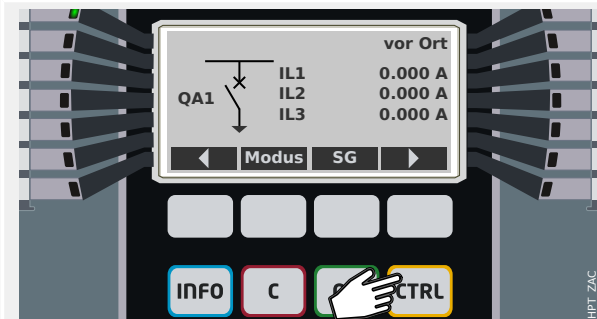 vor Ort
IL1 0.000 A
QA1 IL2 0.000 A
IL3 0.000 A
Modus SG
INFO C CTRL
HPT ZAC